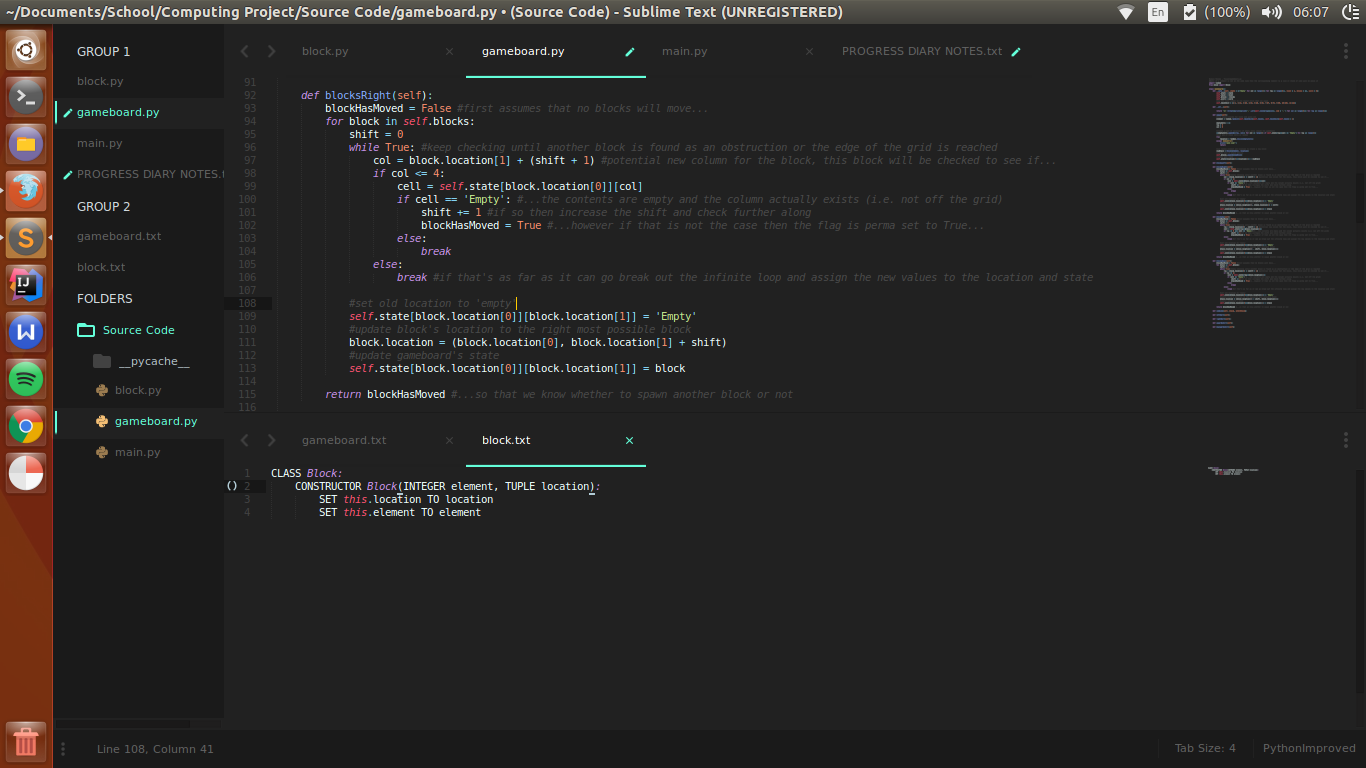 ~/Documents/School/Computing Project/Source Code/gameboard.py • (Source Code) - Sublime Text (UNREGISTERED)
En
(100%)
06:07
GROUP 1
block.py
gameboard.py
main.py
PROGRESS DIARY NOTES.t
GROUP 2
gameboard.txt
block.txt
FOLDERS
Source Code
__pycache__
block.py
gameboard.py
main.py
block.py
gameboard.py
main.py
PROGRESS DIARY NOTES.txt
91
92 def blocksRight(self):
93 blockHasMoved = False #first assumes that no blocks will move...
94 for block in self.blocks:
95 shift = 0
96 while True: #keep checking until another block is found as an obstruction or the edge of the grid is reached
97 col = block.location[1] + (shift + 1) #potential new column for the block, this block will be checked to see if...
98 if col <= 4:
99 cell = self.state[block.location[0]][col]
100 if cell == 'Empty': #...the contents are empty and the column actually exists (i.e. not off the grid)
101 shift += 1 #if so then increase the shift and check further along
102 blockHasMoved = True #...however if that is not the case then the flag is perma set to True...
103 else:
104 break
105 else:
106 break #if that's as far as it can go break out the infinite loop and assign the new values to the location and state
107
108 #set old location to 'empty'
109 self.state[block.location[0]][block.location[1]] = 'Empty'
110 #update block's location to the right most possible block
111 block.location = (block.location[0], block.location[1] + shift)
112 #update gameboard's state
113 self.state[block.location[0]][block.location[1]] = block
114
115 return blockHasMoved #...so that we know whether to spawn another block or not
116
gameboard.txt
block.txt
1 CLASS Block:
() 2 CONSTRUCTOR Block(INTEGER element, TUPLE location):
3 SET this.location TO location
4 SET this.element TO element
Line 108, Column 41
Tab Size: 4
PythonImproved